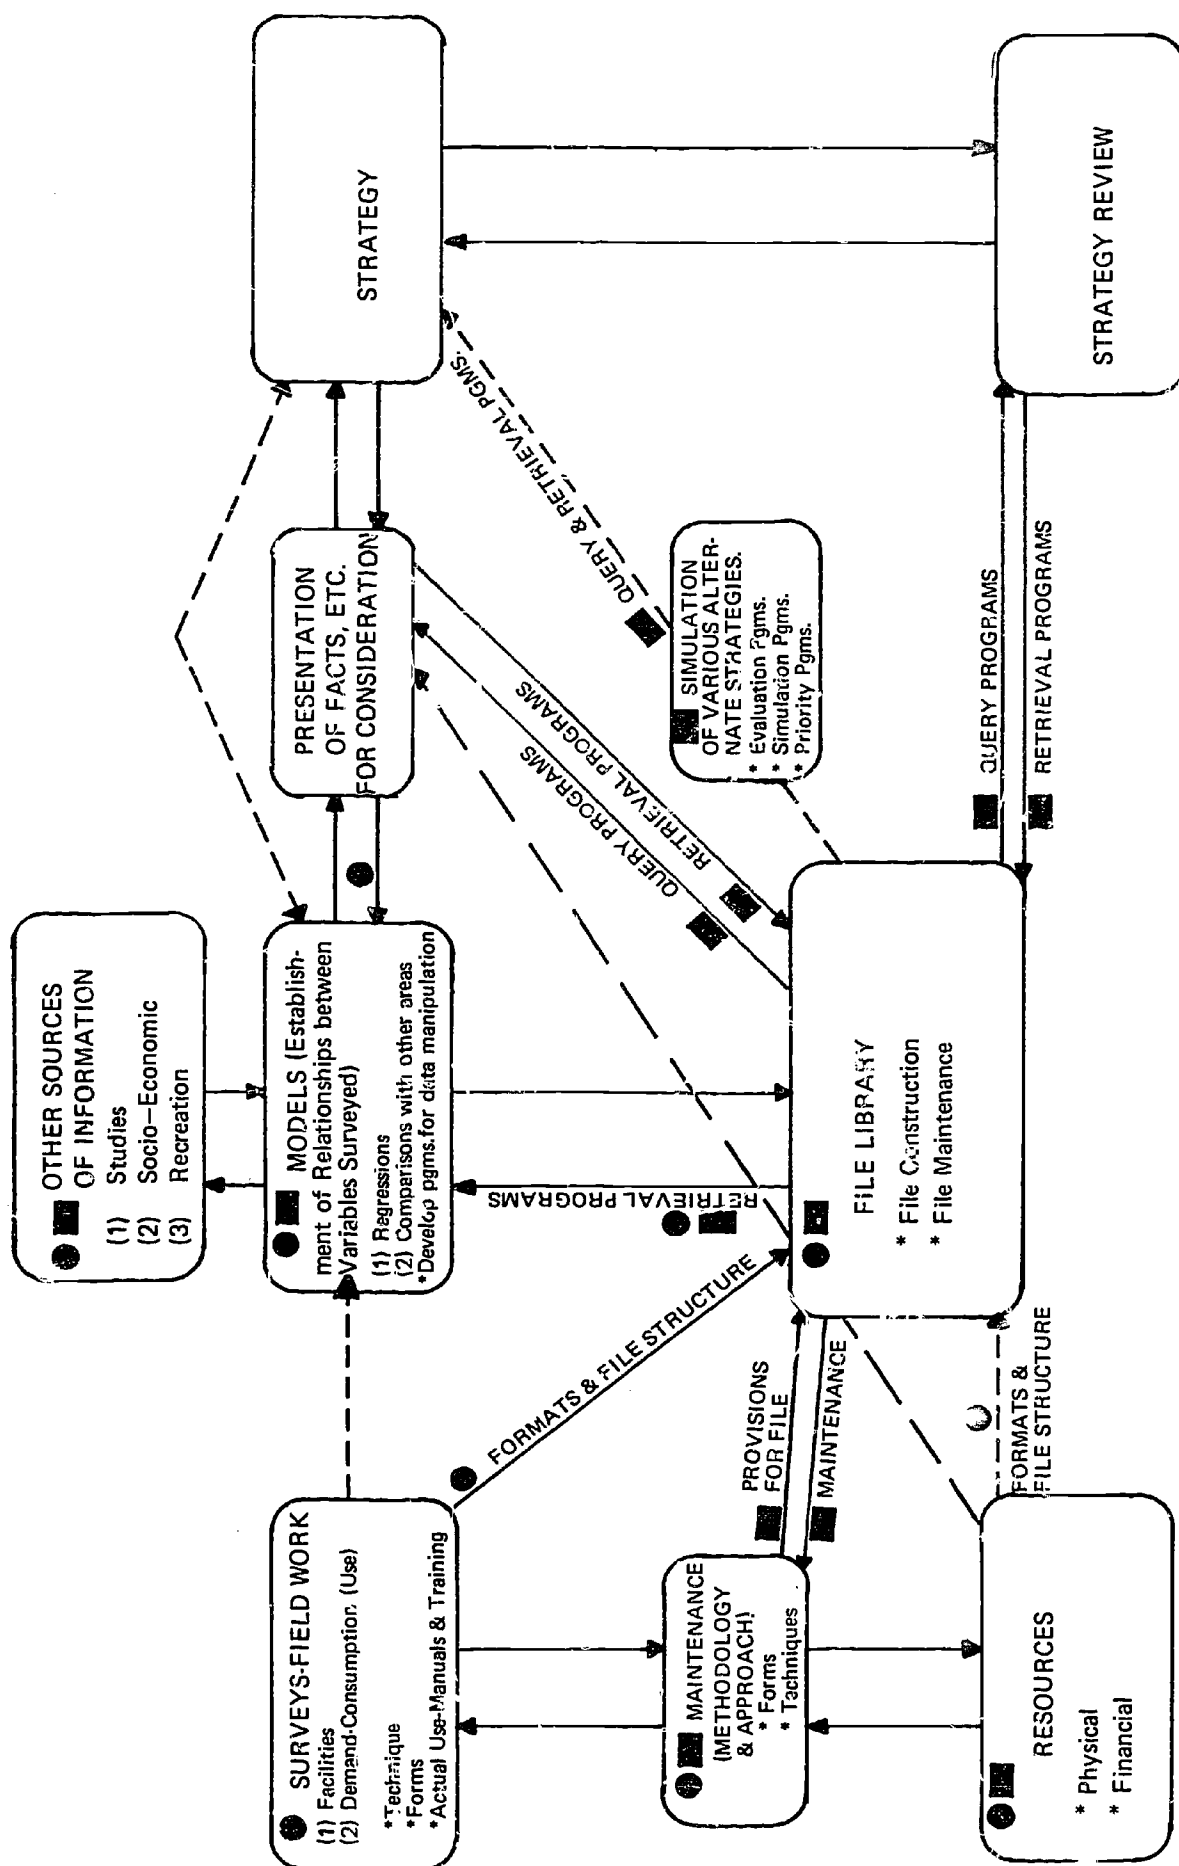 OTHER SOURCES
OF INFORMATION
(1) Studies
(2) Socio-Economic
(3) Recreation
SURVEYS-FIELD WORK
(1) Facilities
(2) Demand-Consumption (Use)
*Technique
*Forms
*Actual Use-Manuals & Training
MODELS (Establish-
ment of Relationships between
Variables Surveyed)
(1) Regressions
(2) Comparisons with other areas
*Develop pgms.for data manipulation
PRESENTATION
OF FACTS, ETC.
FOR CONSIDERATION
STRATEGY
FORMATS & FILE STRUCTURE
RETRIEVAL PROGRAMS
QUERY PROGRAMS
RETRIEVAL PROGRAMS
QUERY & RETRIEVAL PGMS.
MAINTENANCE
(METHODOLOGY
& APPROACH)
* Forms
* Techniques
PROVISIONS
FOR FILE
MAINTENANCE
SIMULATION
OF VARIOUS ALTER-
NATE STRATEGIES.
* Evaluation Pgms.
* Simulation Pgms.
* Priority Pgms.
FILE LIBRARY
* File Construction
* File Maintenance
RESOURCES
* Physical
* Financial
FORMATS &
FILE STRUCTURE
QUERY PROGRAMS
RETRIEVAL PROGRAMS
STRATEGY REVIEW